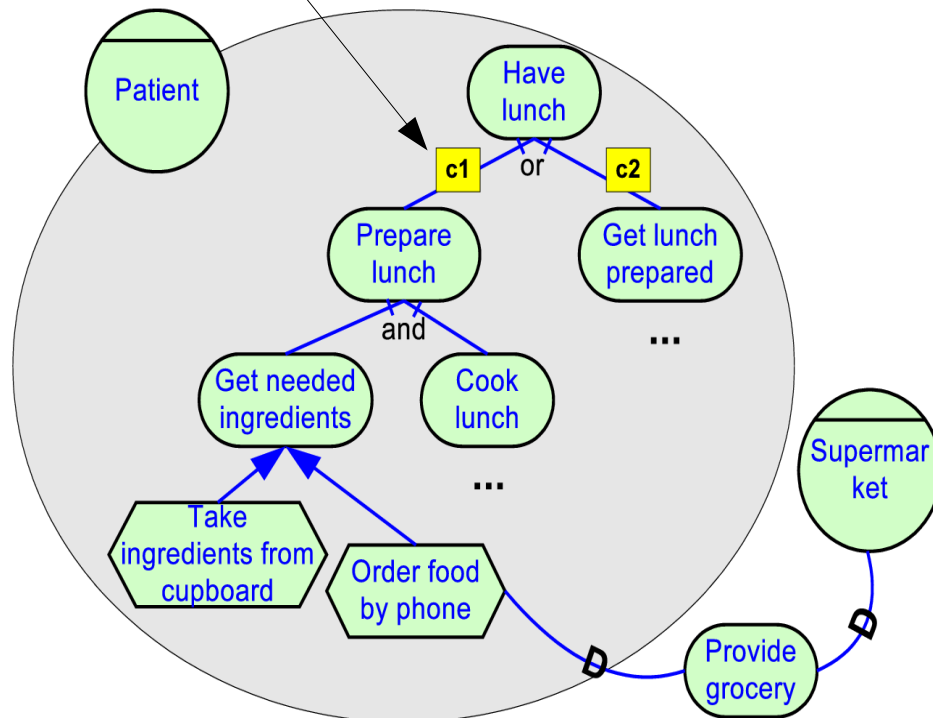 Patient
Have
lunch
c1
or
c2
Prepare
lunch
Get lunch
prepared
and
...
Get needed
ingredients
Cook
lunch
...
Supermar
ket
Take
ingredients from
cupboard
Order food
by phone
D
D
Provide
grocery